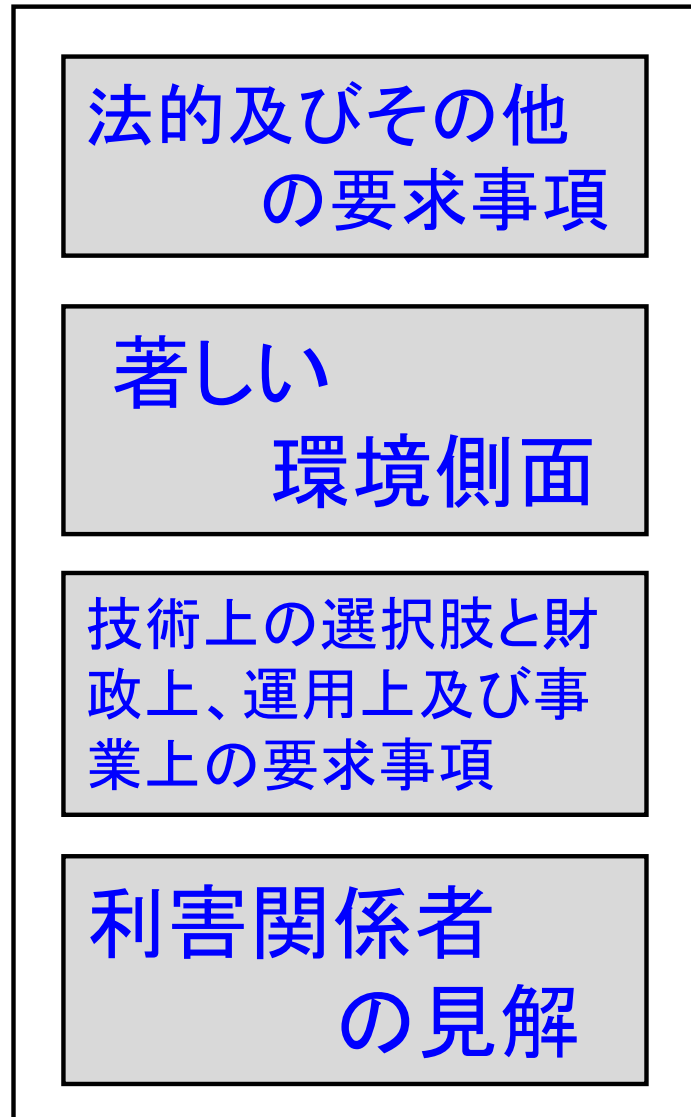 法的及びその他
の要求事項
著しい
環境側面
技術上の選択肢と財
政上、運用上及び事
業上の要求事項
利害関係者
の見解